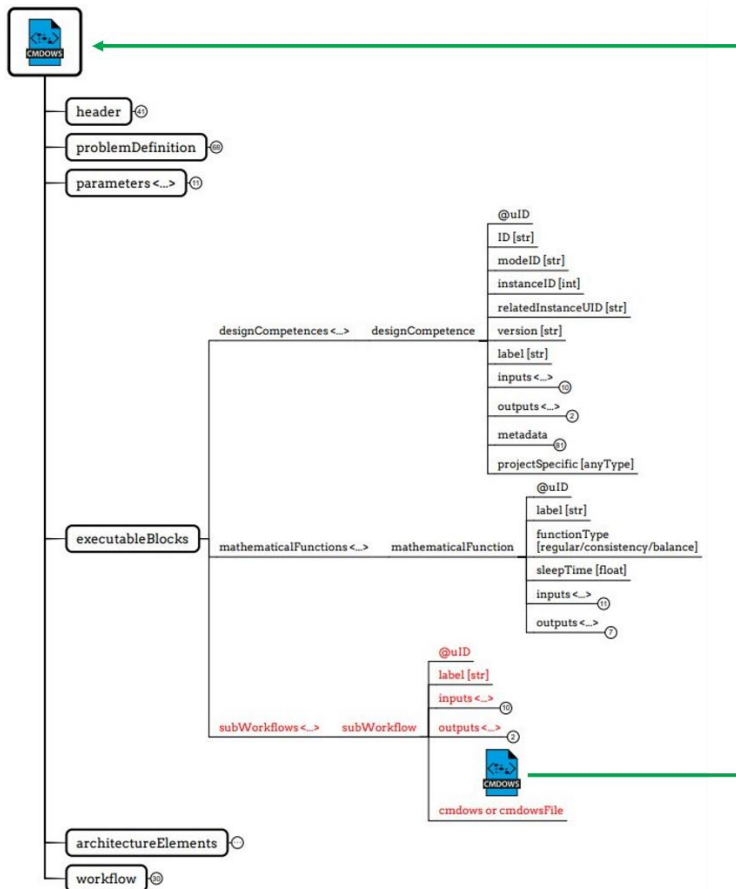 <...>
CMDOWS
header 41
problemDefinition 68
parameters <...> 11
@uID
ID [str]
modeID [str]
instanceID [int]
relatedInstanceUID [str]
designCompetences <...> designCompetence version [str]
label [str]
inputs <...> 10
outputs <...> 2
metadata 81
projectSpecific [anyType]
@uID
label [str]
functionType
[regular/consistency/balance]
executableBlocks mathematicalFunctions <...> mathematicalFunction
sleepTime [float]
inputs <...> 11
outputs <...> 7
@uID
label [str]
inputs <...> 10
subWorkflows <...> subWorkflow outputs <...> 2
CMDOWS
cmdows or cmdowsFile
architectureElements ...
workflow 30